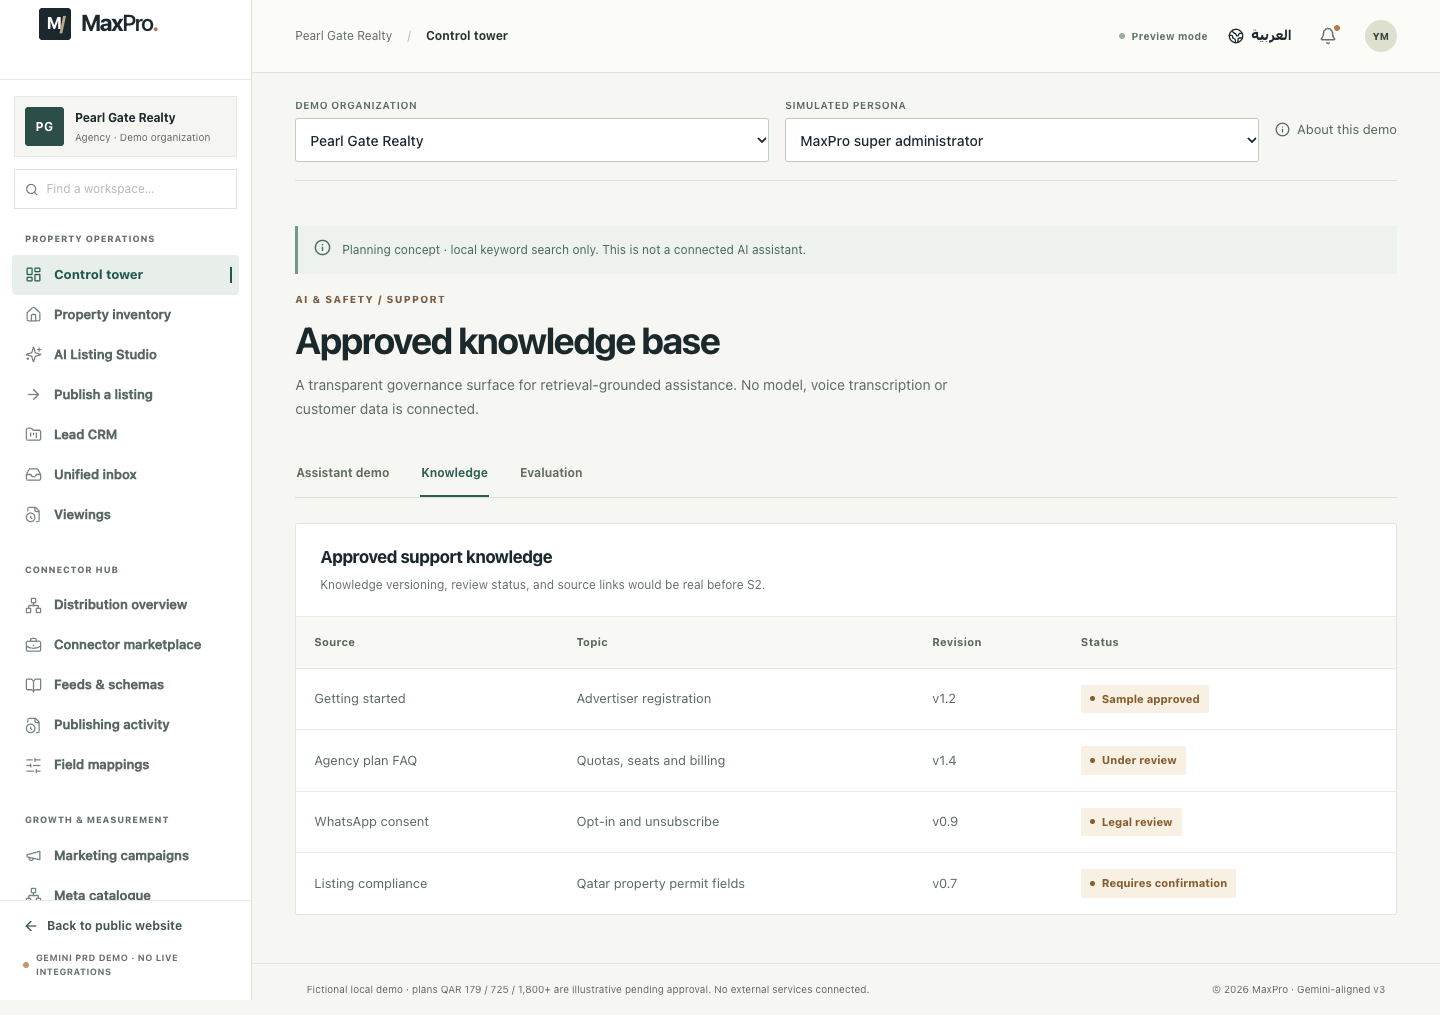 M/ MaxPro.
Pearl Gate Realty / Control tower
Preview mode
العربية
YM
PG
Pearl Gate Realty
Agency · Demo organization
Find a workspace...
PROPERTY OPERATIONS
Control tower
Property inventory
AI Listing Studio
Publish a listing
Lead CRM
Unified inbox
Viewings
CONNECTOR HUB
Distribution overview
Connector marketplace
Feeds & schemas
Publishing activity
Field mappings
GROWTH & MEASUREMENT
Marketing campaigns
Meta catalogue
Back to public website
GEMINI PRD DEMO · NO LIVE
INTEGRATIONS
DEMO ORGANIZATION
Pearl Gate Realty
SIMULATED PERSONA
MaxPro super administrator
About this demo
Planning concept · local keyword search only. This is not a connected AI assistant.
AI & SAFETY / SUPPORT
Approved knowledge base
A transparent governance surface for retrieval-grounded assistance. No model, voice transcription or
customer data is connected.
Assistant demo Knowledge Evaluation
Approved support knowledge
Knowledge versioning, review status, and source links would be real before S2.
Source Topic Revision Status
Getting started Advertiser registration v1.2 Sample approved
Agency plan FAQ Quotas, seats and billing v1.4 Under review
WhatsApp consent Opt-in and unsubscribe v0.9 Legal review
Listing compliance Qatar property permit fields v0.7 Requires confirmation
Fictional local demo · plans QAR 179 / 725 / 1,800+ are illustrative pending approval. No external services connected.
© 2026 MaxPro · Gemini-aligned v3